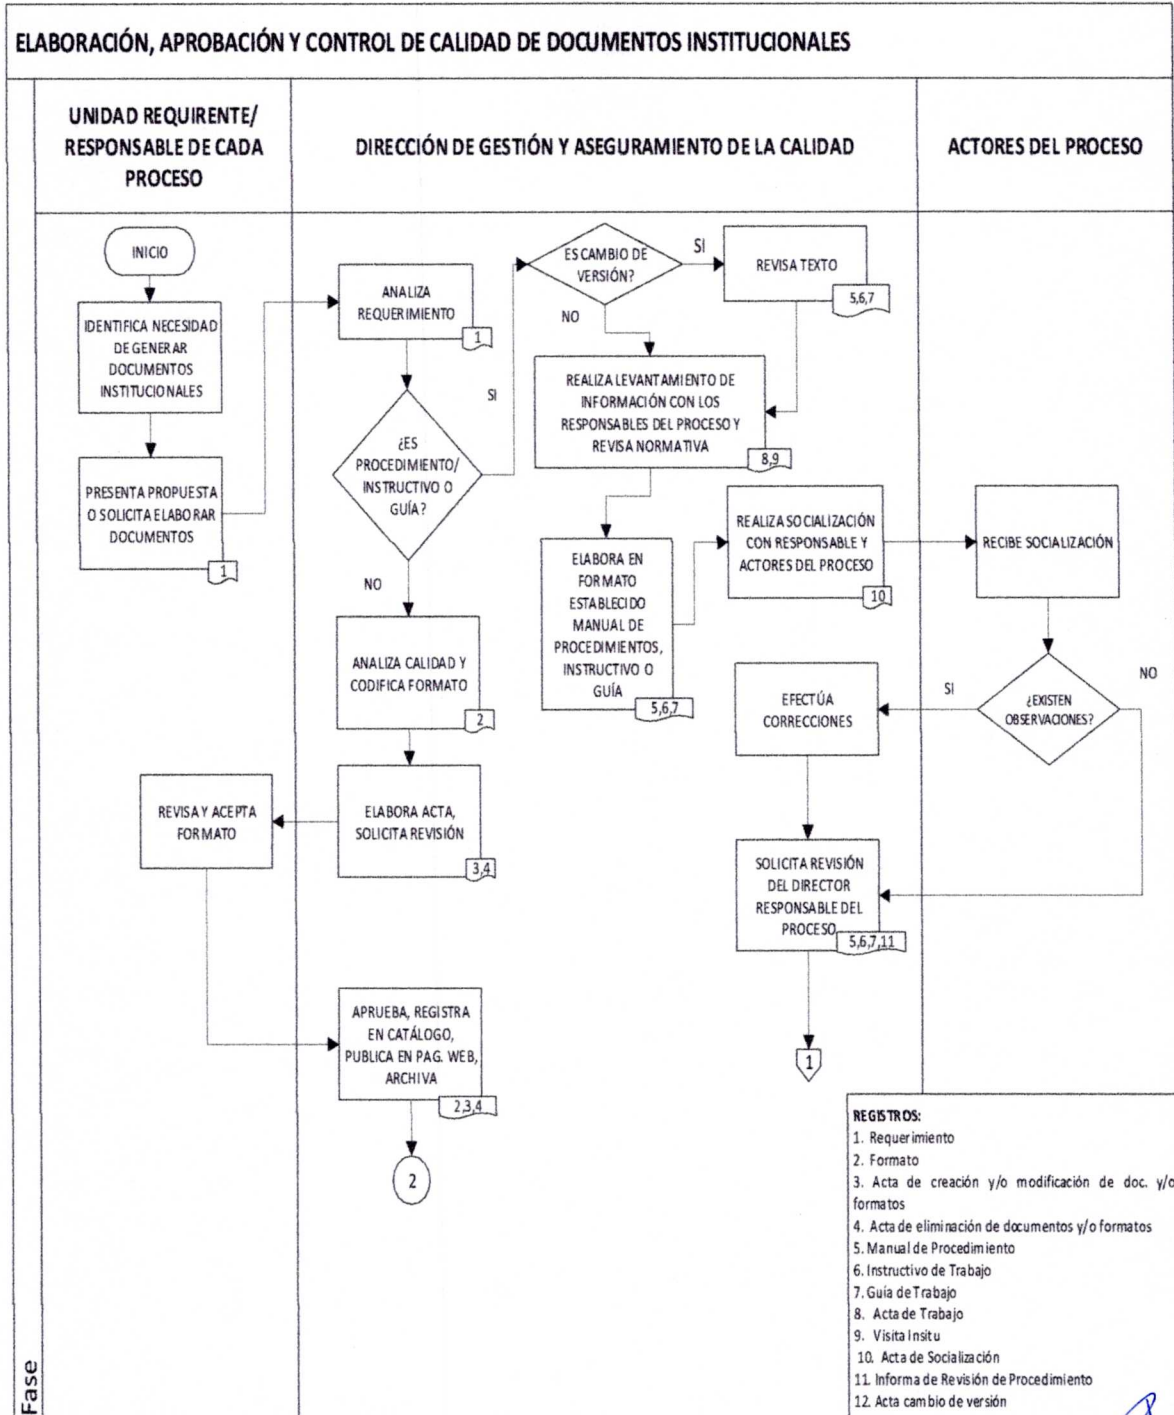 ELABORACIÓN, APROBACIÓN Y CONTROL DE CALIDAD DE DOCUMENTOS INSTITUCIONALES
UNIDAD REQUIRENTE/
RESPONSABLE DE CADA
PROCESO
DIRECCIÓN DE GESTIÓN Y ASEGURAMIENTO DE LA CALIDAD
ACTORES DEL PROCESO
INICIO
IDENTIFICA NECESIDAD
DE GENERAR
DOCUMENTOS
INSTITUCIONALES
PRESENTA PROPUESTA
O SOLICITA ELABORAR
DOCUMENTOS
1
ANALIZA
REQUERIMIENTO
1
¿ES
PROCEDIMIENTO/
INSTRUCTIVO O
GUÍA?
SI
NO
ES CAMBIO DE
VERSIÓN?
SI
NO
REVISA TEXTO
5,6,7
REALIZA LEVANTAMIENTO DE
INFORMACIÓN CON LOS
RESPONSABLES DEL PROCESO Y
REVISA NORMATIVA
8,9
ELABORA EN
FORMATO
ESTABLECIDO
MANUAL DE
PROCEDIMIENTOS,
INSTRUCTIVO O
GUÍA
5,6,7
REALIZA SOCIALIZACIÓN
CON RESPONSABLE Y
ACTORES DEL PROCESO
10
RECIBE SOCIALIZACIÓN
¿EXISTEN
OBSERVACIONES?
SI
NO
EFECTÚA
CORRECCIONES
SOLICITA REVISIÓN
DEL DIRECTOR
RESPONSABLE DEL
PROCESO
5,6,7,11
1
ANALIZA CALIDAD Y
CODIFICA FORMATO
2
ELABORA ACTA,
SOLICITA REVISIÓN
3,4
REVISA Y ACEPTA
FORMATO
APRUEBA, REGISTRA
EN CATÁLOGO,
PUBLICA EN PAG. WEB,
ARCHIVA
2,3,4
2
REGISTROS:
1. Requerimiento
2. Formato
3. Acta de creación y/o modificación de doc. y/o
formatos
4. Acta de eliminación de documentos y/o formatos
5. Manual de Procedimiento
6. Instructivo de Trabajo
7. Guía de Trabajo
8. Acta de Trabajo
9. Visita Insitu
10. Acta de Socialización
11. Informa de Revisión de Procedimiento
12. Acta cambio de versión
Fase